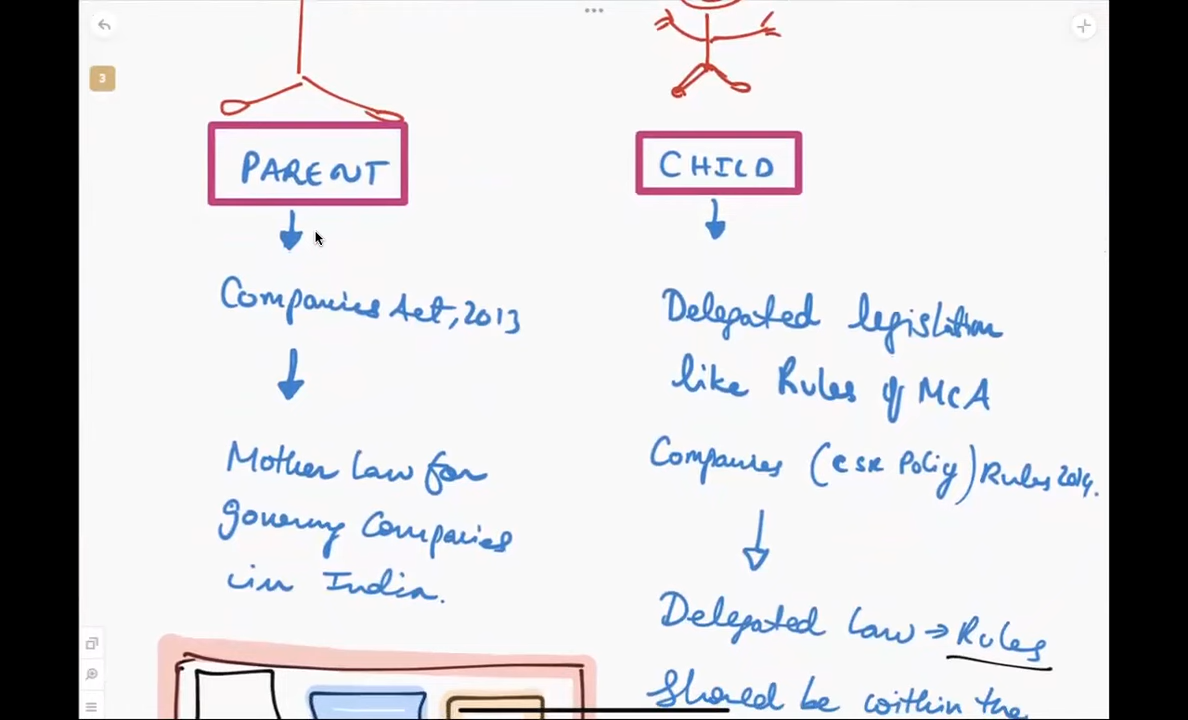 3
PARENT
Companies Act, 2013
Mother Law for
governing Companies
in India.
CHILD
Delegated legislation
like Rules of MCA
Companies (CSR Policy) Rules 2014.
Delegated Law → Rules
Should be within the